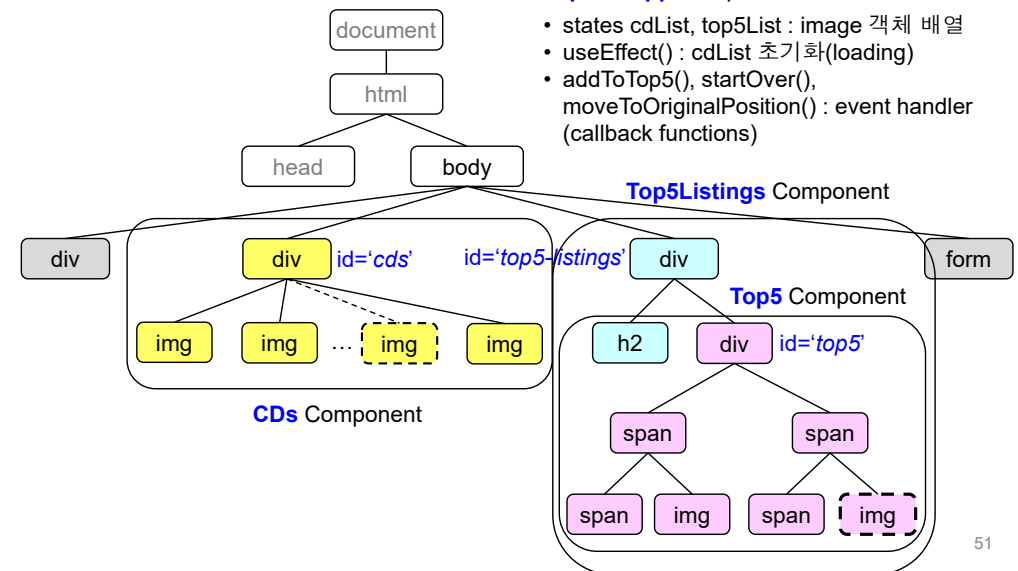 document
• states cdList, top5List : image 객체 배열
• useEffect() : cdList 초기화(loading)
• addToTop5(), startOver(),
moveToOriginalPosition() : event handler
(callback functions)
html
head
body
Top5Listings Component
div
div
id=‘cds’
id=‘top5-listings’
div
form
Top5 Component
img
img
…
img
img
h2
div
id=‘top5’
CDs Component
span
span
span
img
span
img
51